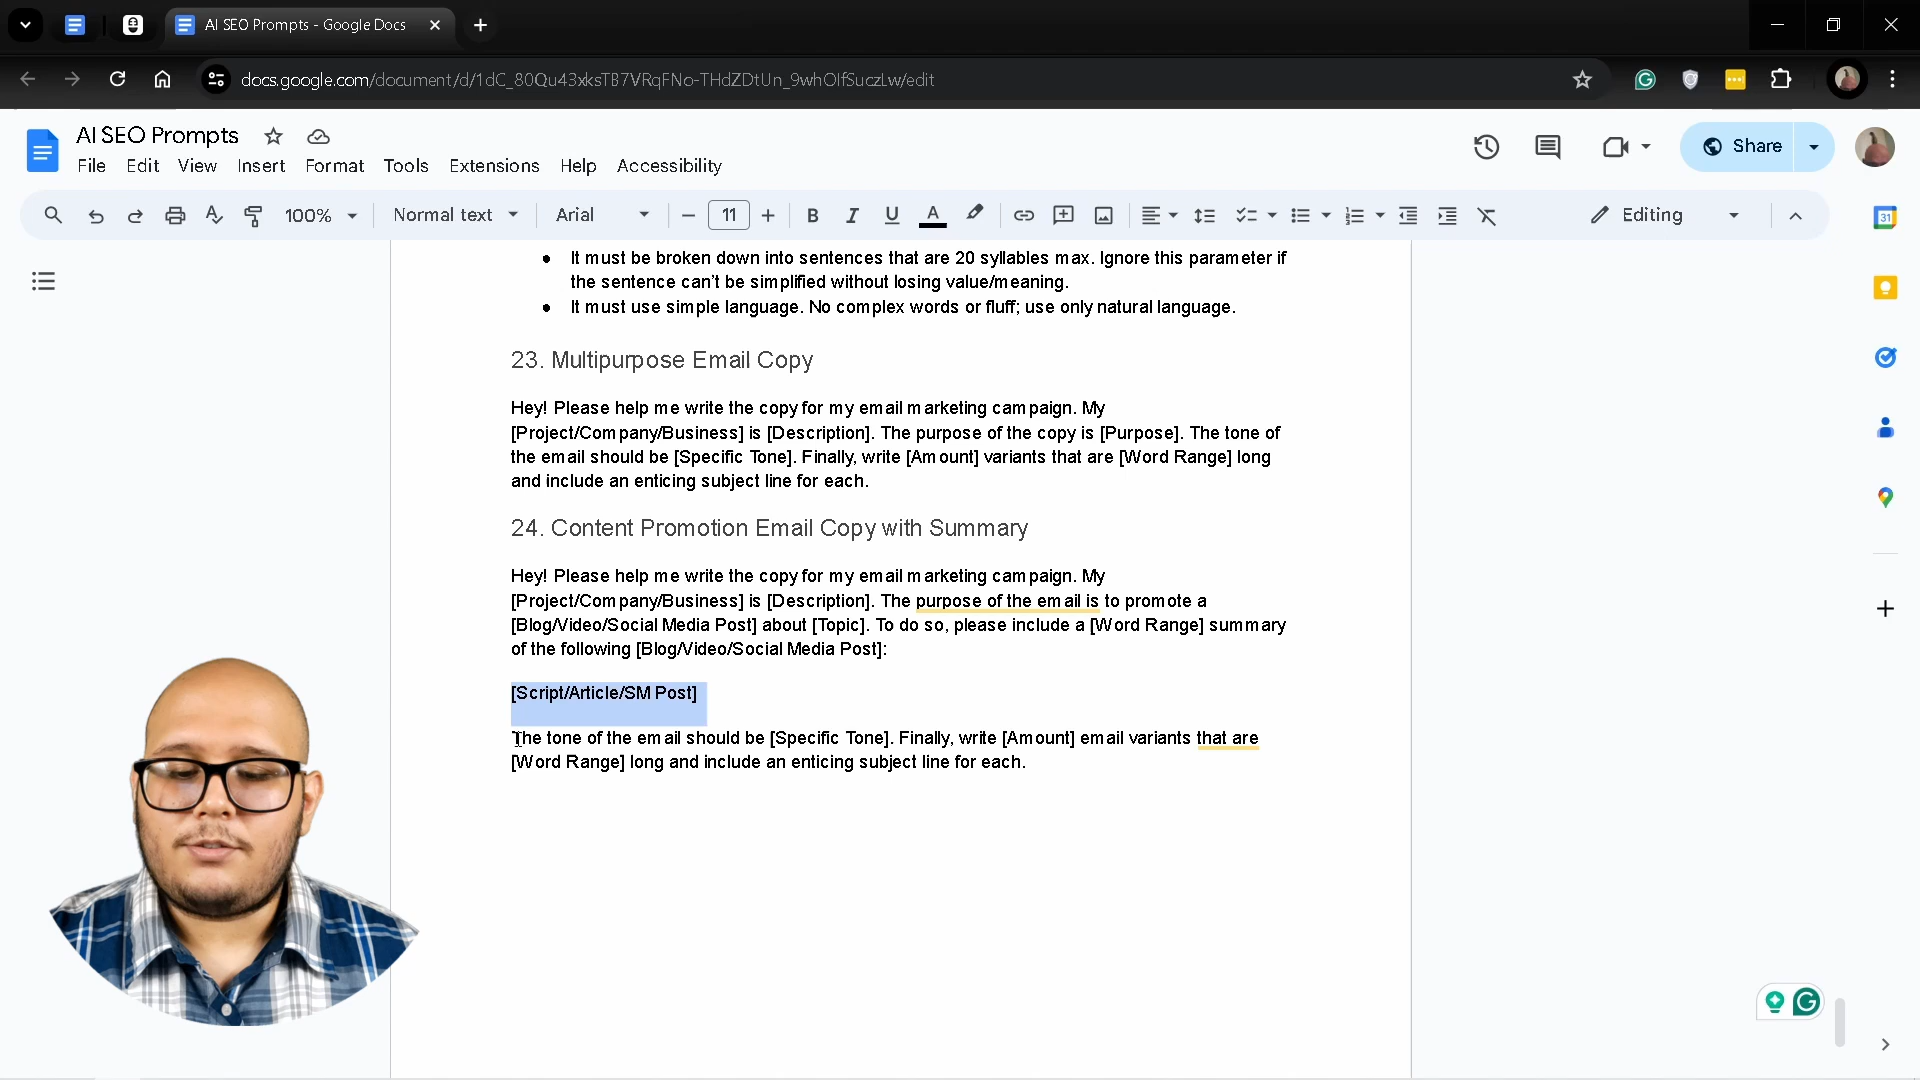 AI SEO Prompts - Google Docs
docs.google.com/document/d/1dC_80Qu43xksTB7VRqFNo-THdZDtUn_9whOlfSuczLw/edit
AI SEO Prompts
File Edit View Insert Format Tools Extensions Help Accessibility
Share
100% Normal text Arial 11 Editing
31
● It must be broken down into sentences that are 20 syllables max. Ignore this parameter if
the sentence can’t be simplified without losing value/meaning.
● It must use simple language. No complex words or fluff; use only natural language.
23. Multipurpose Email Copy
Hey! Please help me write the copy for my email marketing campaign. My
[Project/Company/Business] is [Description]. The purpose of the copy is [Purpose]. The tone of
the email should be [Specific Tone]. Finally, write [Amount] variants that are [Word Range] long
and include an enticing subject line for each.
24. Content Promotion Email Copy with Summary
Hey! Please help me write the copy for my email marketing campaign. My
[Project/Company/Business] is [Description]. The purpose of the email is to promote a
[Blog/Video/Social Media Post] about [Topic]. To do so, please include a [Word Range] summary
of the following [Blog/Video/Social Media Post]:
[Script/Article/SM Post]
The tone of the email should be [Specific Tone]. Finally, write [Amount] email variants that are
[Word Range] long and include an enticing subject line for each.